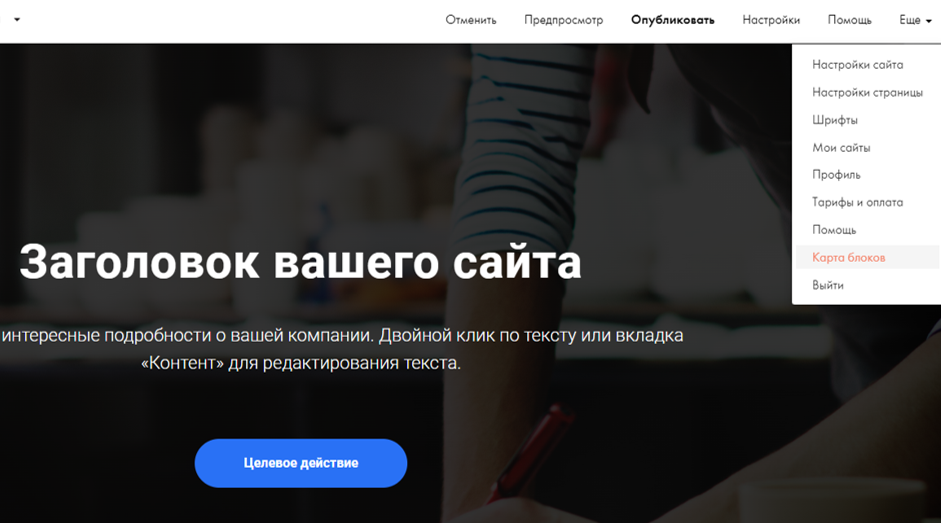 Отменить Предпросмотр Опубликовать Настройки Помощь Еще
Настройки сайта
Настройки страницы
Шрифты
Мои сайты
Профиль
Тарифы и оплата
Помощь
Карта блоков
Выйти
Заголовок вашего сайта
интересные подробности о вашей компании. Двойной клик по тексту или вкладка
«Контент» для редактирования текста.
Целевое действие